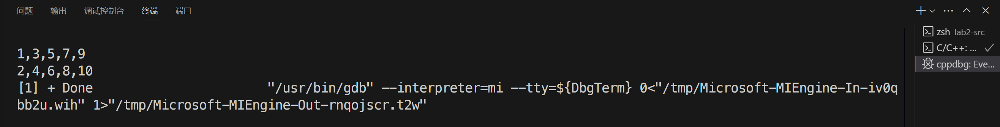 问题 输出 调试控制台 终端 端口
1,3,5,7,9
2,4,6,8,10
[1] + Done                       "/usr/bin/gdb" --interpreter=mi --tty=${DbgTerm} 0<"/tmp/Microsoft-MIEngine-In-iv0q
bb2u.wih" 1>"/tmp/Microsoft-MIEngine-Out-rnqojscr.t2w"
zsh lab2-src
C/C++: ...
cppdbg: Eve...